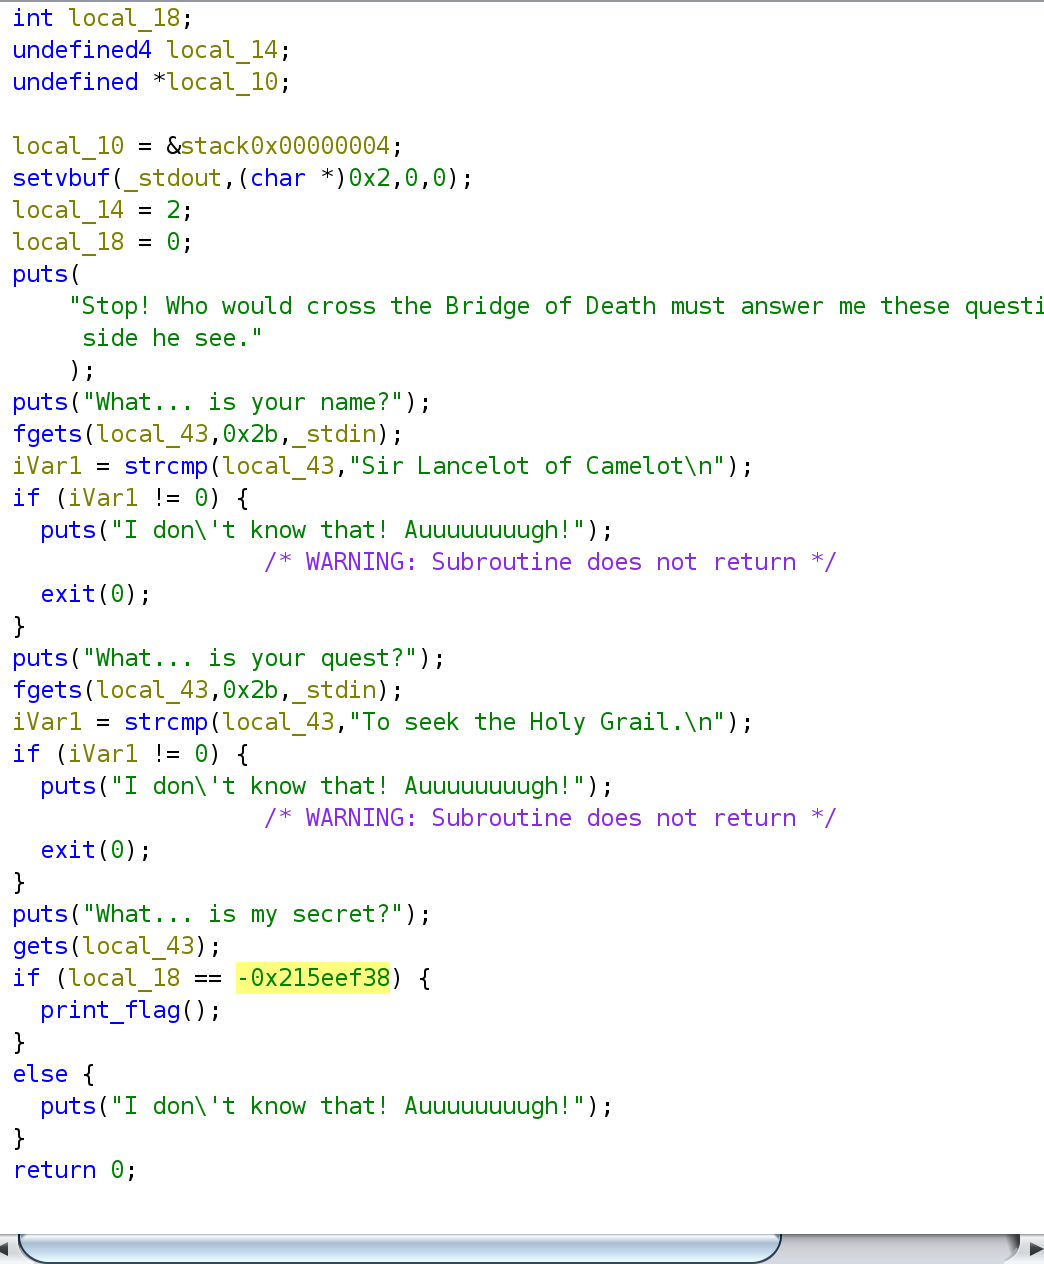 int local_18;
undefined4 local_14;
undefined *local_10;
local_10 = &stack0x00000004;
setvbuf(_stdout,(char *)0x2,0,0);
local_14 = 2;
local_18 = 0;
puts(
"Stop! Who would cross the Bridge of Death must answer me these questi
side he see."
);
puts("What... is your name?");
fgets(local_43,0x2b,_stdin);
iVar1 = strcmp(local_43,"Sir Lancelot of Camelot\n");
if (iVar1 != 0) {
puts("I don\'t know that! Auuuuuuuugh!");
/* WARNING: Subroutine does not return */
exit(0);
}
puts("What... is your quest?");
fgets(local_43,0x2b,_stdin);
iVar1 = strcmp(local_43,"To seek the Holy Grail.\n");
if (iVar1 != 0) {
puts("I don\'t know that! Auuuuuuuugh!");
/* WARNING: Subroutine does not return */
exit(0);
}
puts("What... is my secret?");
gets(local_43);
if (local_18 == -0x215eef38) {
print_flag();
}
else {
puts("I don\'t know that! Auuuuuuuugh!");
}
return 0;